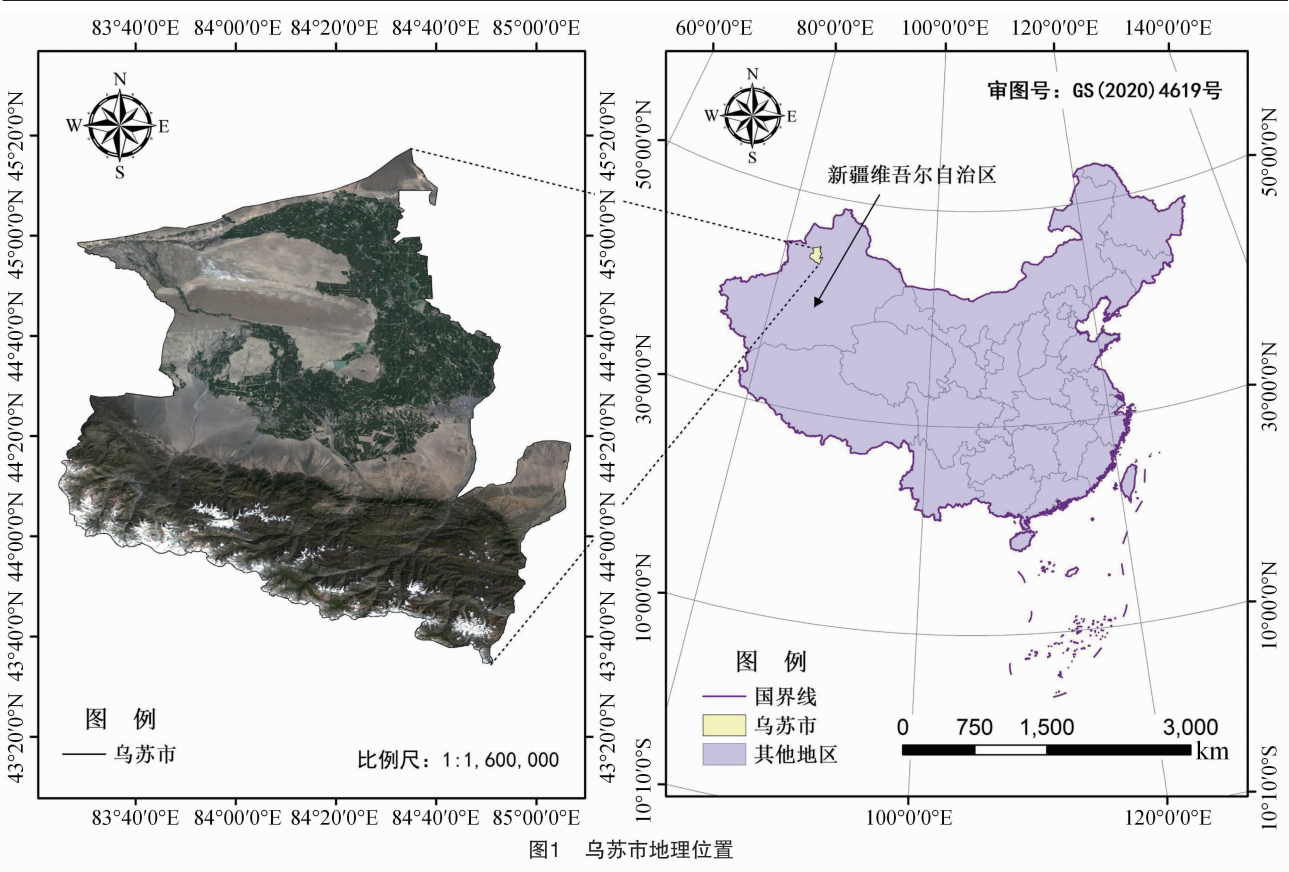 83°40′0″E 84°00′0″E 84°20′0″E 84°40′0″E 85°00′0″E
45°20′0″N
45°00′0″N
44°40′0″N
44°20′0″N
44°00′0″N
43°40′0″N
43°20′0″N
N
W E
S
图 例
乌苏市
比例尺：1:1,600,000
45°20′0″N
45°00′0″N
44°40′0″N
44°20′0″N
44°00′0″N
43°40′0″N
43°20′0″N
83°40′0″E 84°00′0″E 84°20′0″E 84°40′0″E 85°00′0″E
60°0′0″E 80°0′0″E 100°0′0″E 120°0′0″E 140°0′0″E
50°0′0″N
30°0′0″N
10°0′0″N
10°10′0″S
N
W E
S
审图号：GS(2020)4619号
新疆维吾尔自治区
图 例
国界线
乌苏市
其他地区
0 750 1,500 3,000
km
50°0′0″N
30°0′0″N
10°0′0″N
10°10′0″S
100°0′0″E 120°0′0″E
图1 乌苏市地理位置